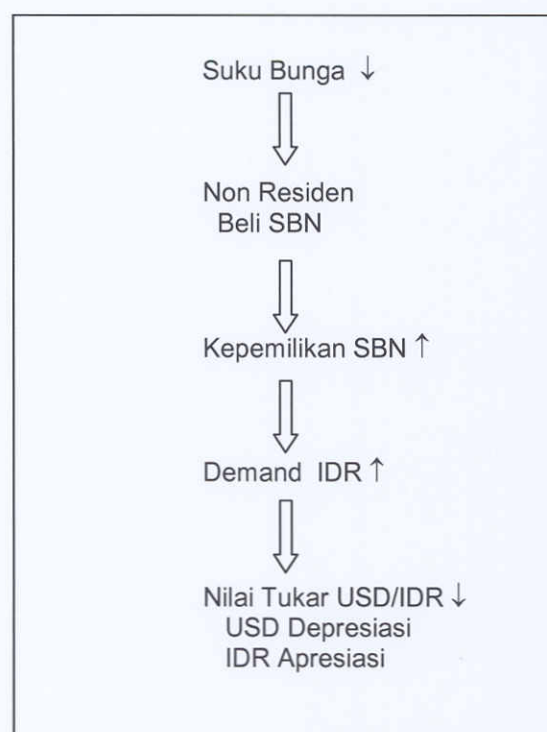 Suku Bunga ↓
Non Residen
Beli SBN
Kepemilikan SBN ↑
Demand IDR ↑
Nilai Tukar USD/IDR ↓
USD Depresiasi
IDR Apresiasi